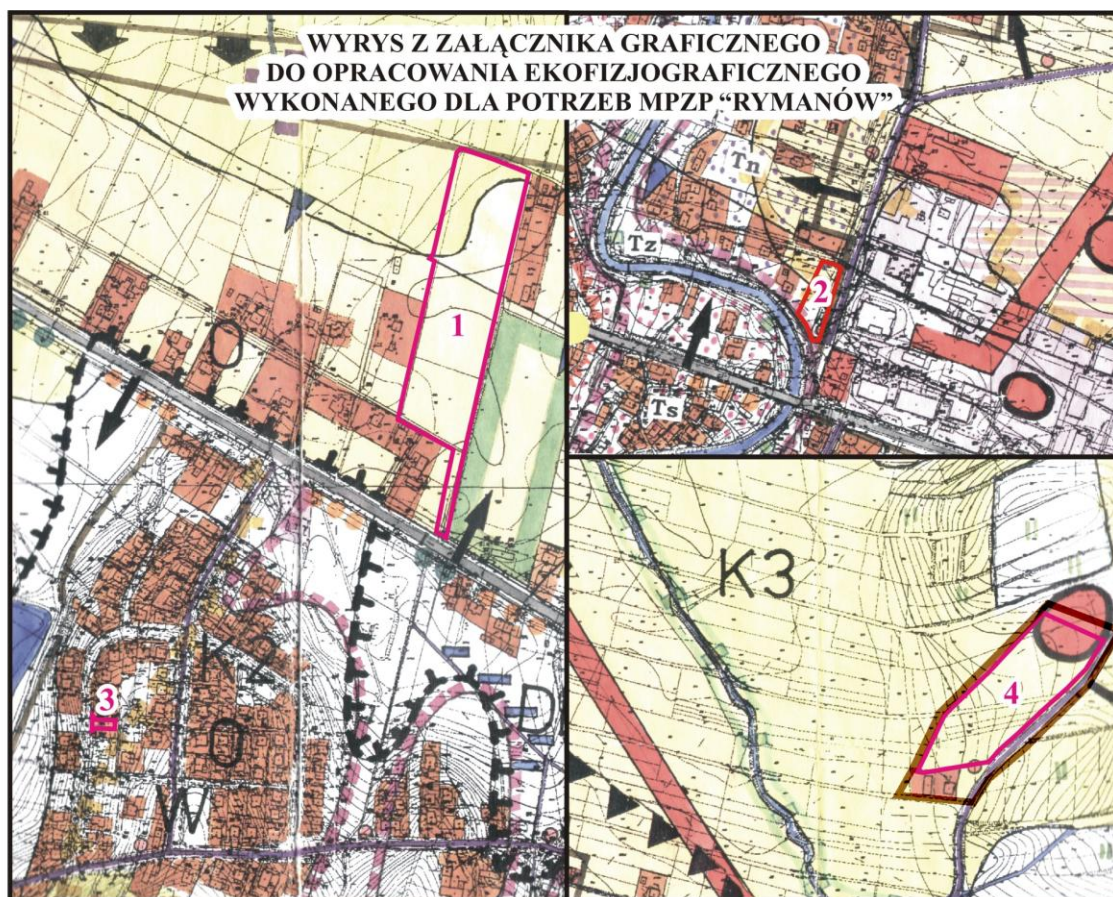 WYRYS Z ZAŁĄCZNIKA GRAFICZNEGO
DO OPRACOWANIA EKOFIZJOGRAFICZNEGO
WYKONANEGO DLA POTRZEB MPZP “RYMANÓW”
Tn
Tz
2
1
O
Ts
K3
K2
3
O
W
4